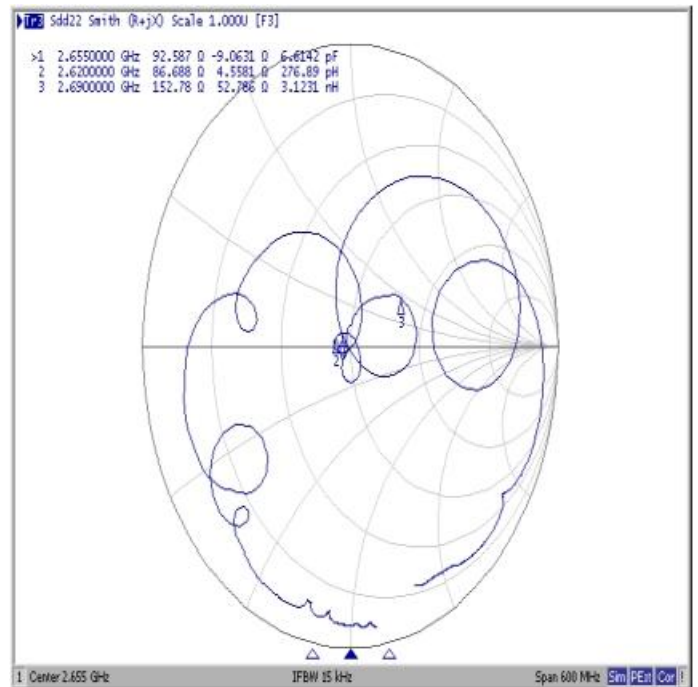 Tr3 Sdd22 Smith (R+jX) Scale 1.000U [F3]
>1 2.6550000 GHz 92.587 Ω -9.0631 Ω 6.6142 pF
2 2.6200000 GHz 86.688 Ω 4.5581 Ω 276.89 pH
3 2.6900000 GHz 152.78 Ω 52.786 Ω 3.1231 nH
3
2
1 Center 2.655 GHz IFBW 15 kHz Span 600 MHz Sim PExt Cor !